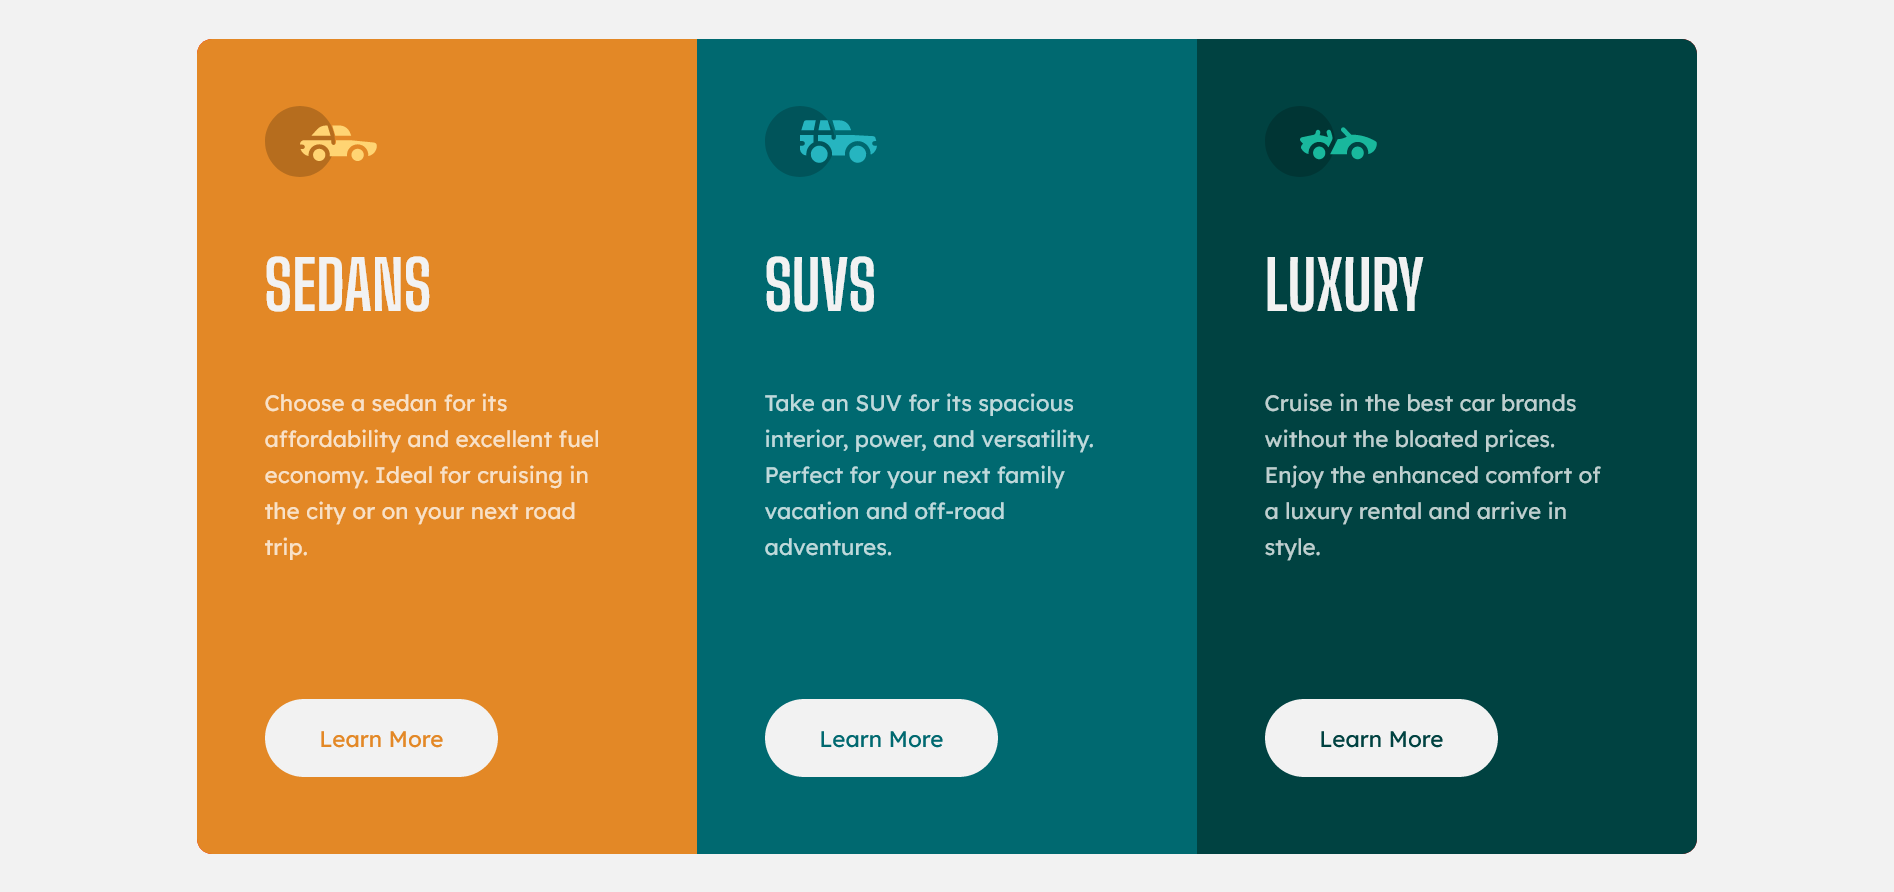 SEDANS
Choose a sedan for its
affordability and excellent fuel
economy. Ideal for cruising in
the city or on your next road
trip.
Learn More
SUVS
Take an SUV for its spacious
interior, power, and versatility.
Perfect for your next family
vacation and off-road
adventures.
Learn More
LUXURY
Cruise in the best car brands
without the bloated prices.
Enjoy the enhanced comfort of
a luxury rental and arrive in
style.
Learn More